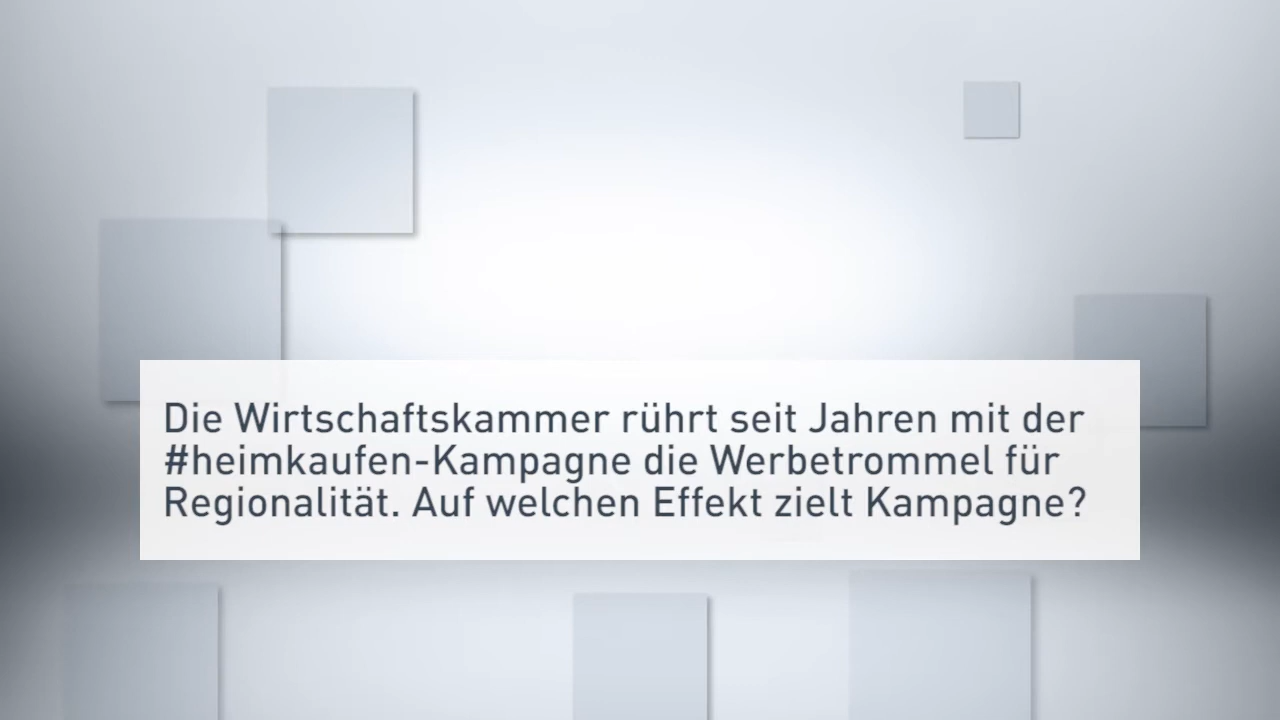 Die Wirtschaftskammer rührt seit Jahren mit der
#heimkaufen-Kampagne die Werbetrommel für
Regionalität. Auf welchen Effekt zielt Kampagne?